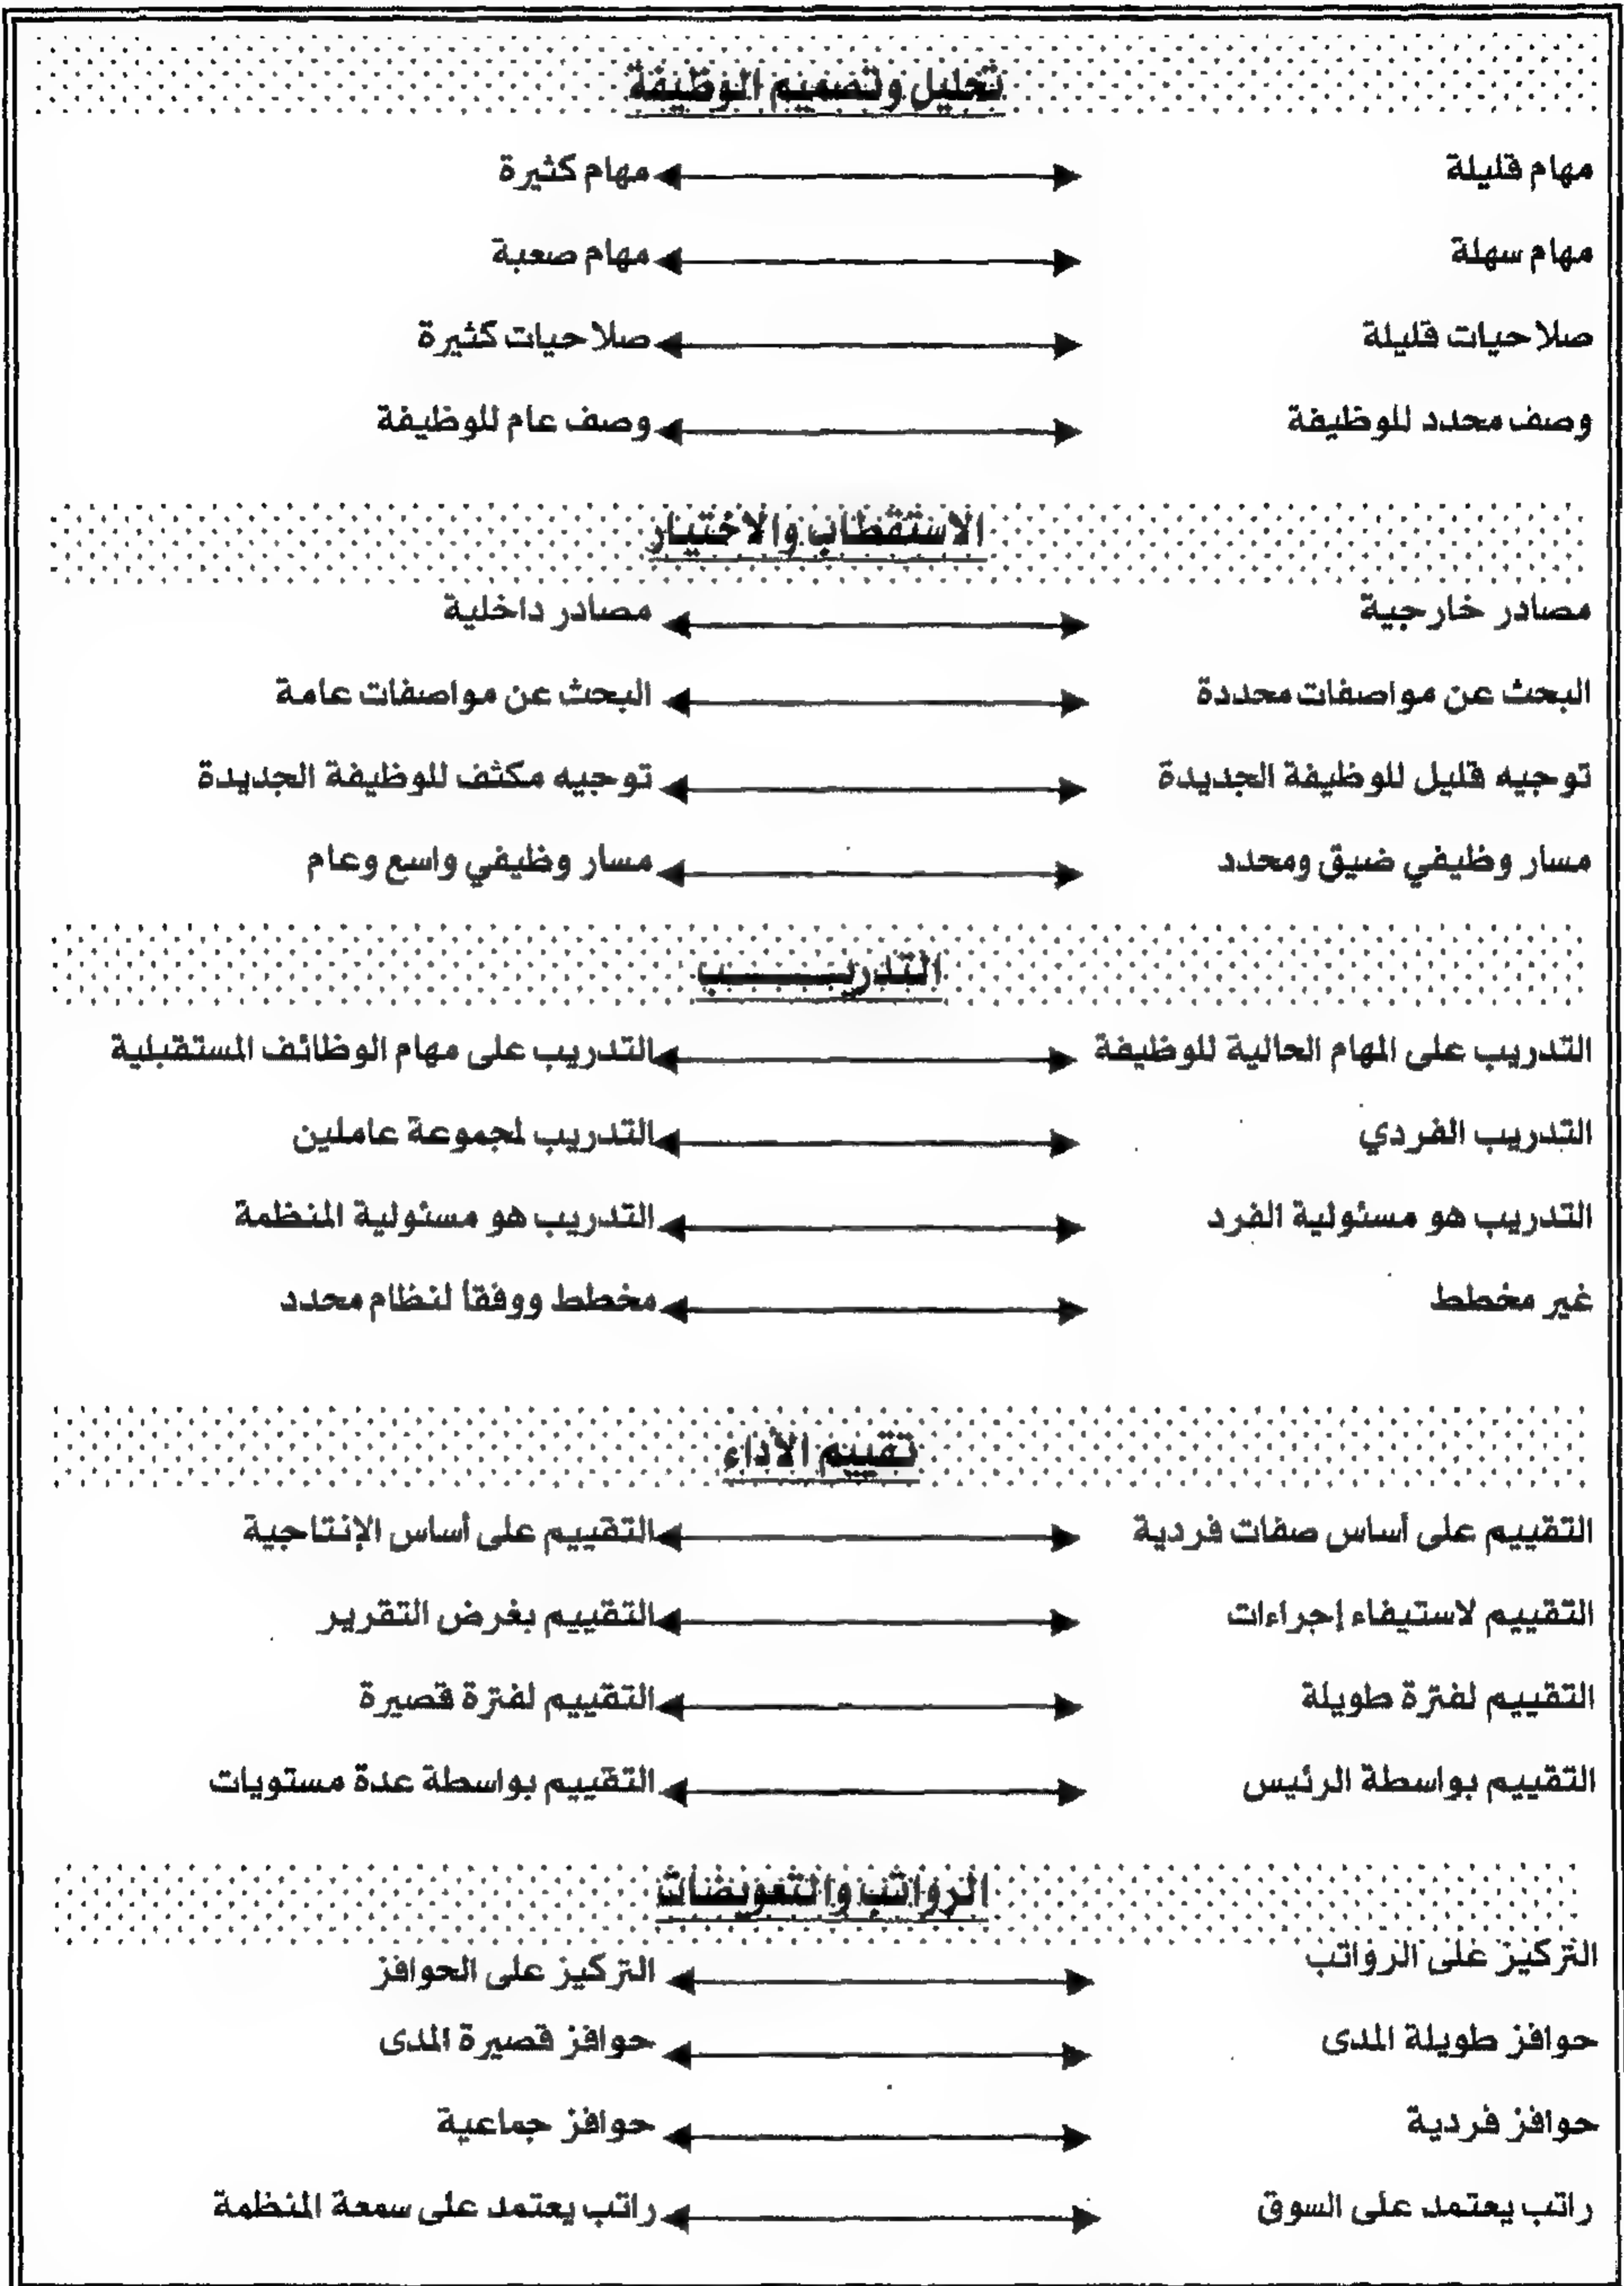 تحليل وتصميم الوظيفة
مهام قليلة مهام كثيرة
مهام سهلة مهام صعبة
صلاحيات قليلة صلاحيات كثيرة
وصف محدد للوظيفة وصف عام للوظيفة
الاستقطاب والاختيار
مصادر خارجية مصادر داخلية
البحث عن مواصفات محددة البحث عن مواصفات عامة
توجيه قليل للوظيفة الجديدة توجيه مكثف للوظيفة الجديدة
مسار وظيفي ضيق ومحدد مسار وظيفي واسع وعام
التدريـــــــب
التدريب على المهام الحالية للوظيفة التدريب على مهام الوظائف المستقبلية
التدريب الفردي التدريب لمجموعة عاملين
التدريب هو مسئولية الفرد التدريب هو مسئولية المنظمة
غير مخطط مخطط ووفقا لنظام محدد
تقييم الأداء
التقييم على أساس صفات فردية التقييم على أساس الإنتاجية
التقييم لاستيفاء إجراءات التقييم بغرض التقرير
التقييم لفترة طويلة التقييم لفترة قصيرة
التقييم بواسطة الرئيس التقييم بواسطة عدة مستويات
الرواتب والتعويضات
التركيز على الرواتب التركيز على الحوافز
حوافز طويلة المدى حوافز قصيرة المدى
حوافز فردية حوافز جماعية
راتب يعتمد على السوق راتب يعتمد على سمعة المنظمة